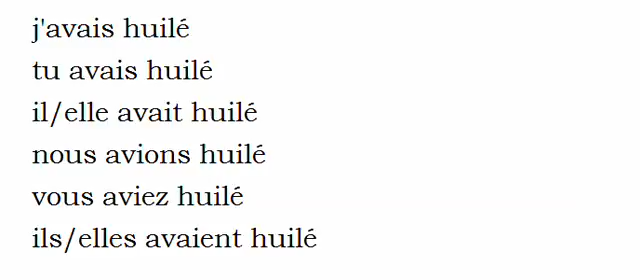 j'avais huilé
tu avais huilé
il/elle avait huilé
nous avions huilé
vous aviez huilé
ils/elles avaient huilé